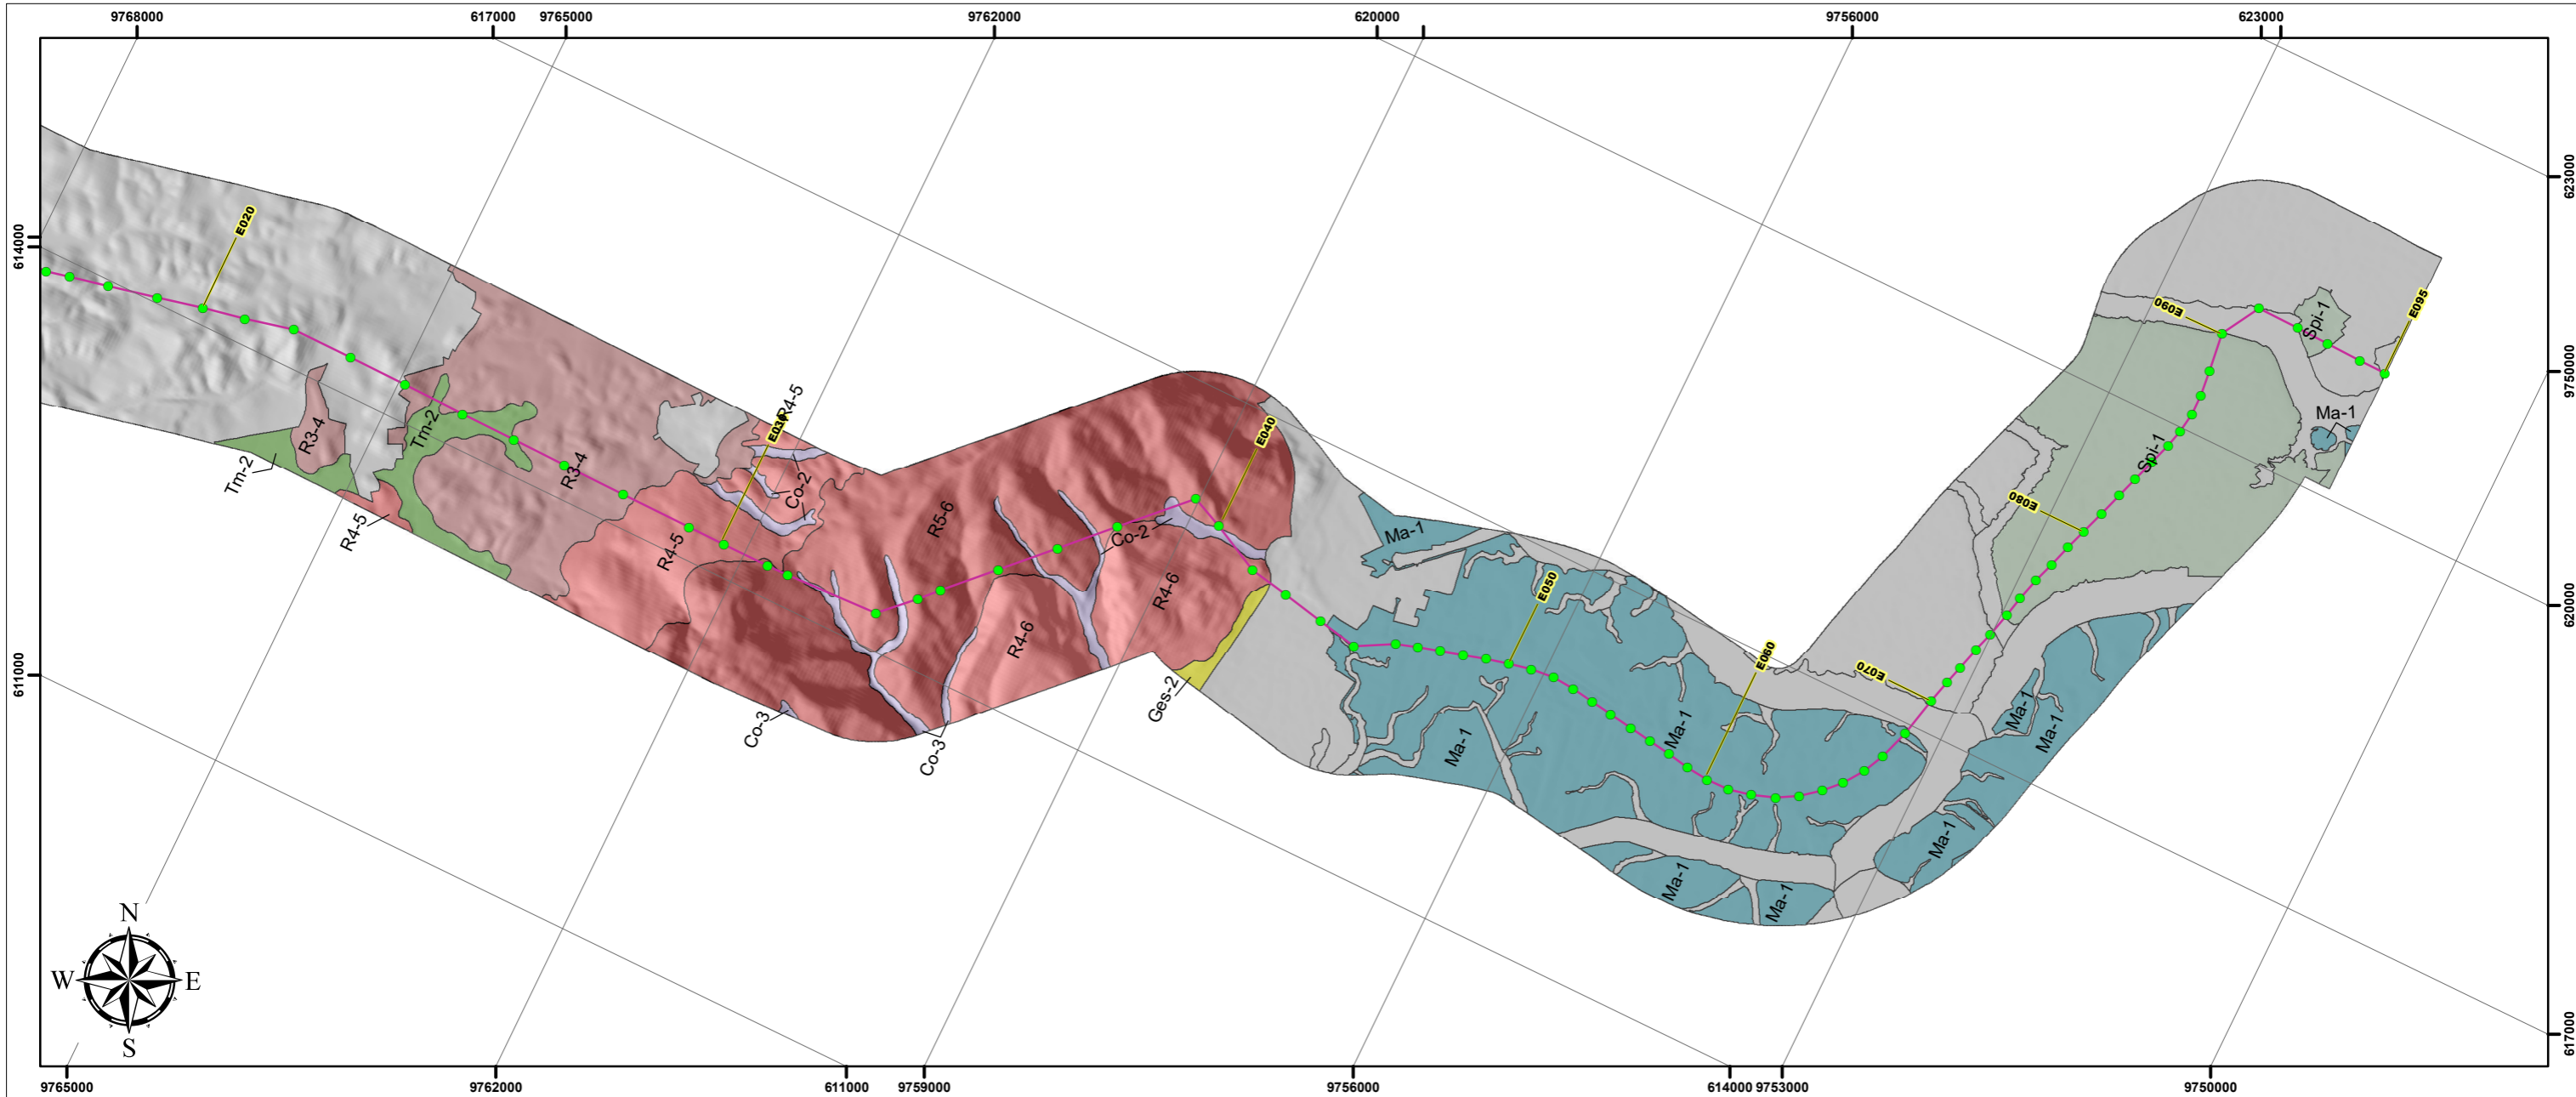 9768000
617000
9765000
9762000
620000
9756000
623000
614000
611000
623000
9750000
620000
617000
E020
R3-4
Tm-2
Tm-2
R4-5
R3-4
R4-5
E03
R4-5
Co-2
R5-6
Co-2
E040
R4-6
R4-6
Co-3
Co-3
Ges-2
Ma-1
E050
Ma-1
Ma-1
E060
E070
E080
E090
E095
Spi-1
Spi-1
Ma-1
Ma-1
Ma-1
Ma-1
Ma-1
Ma-1
N
W
E
S
9765000
9762000
611000
9759000
9756000
614000
9753000
9750000